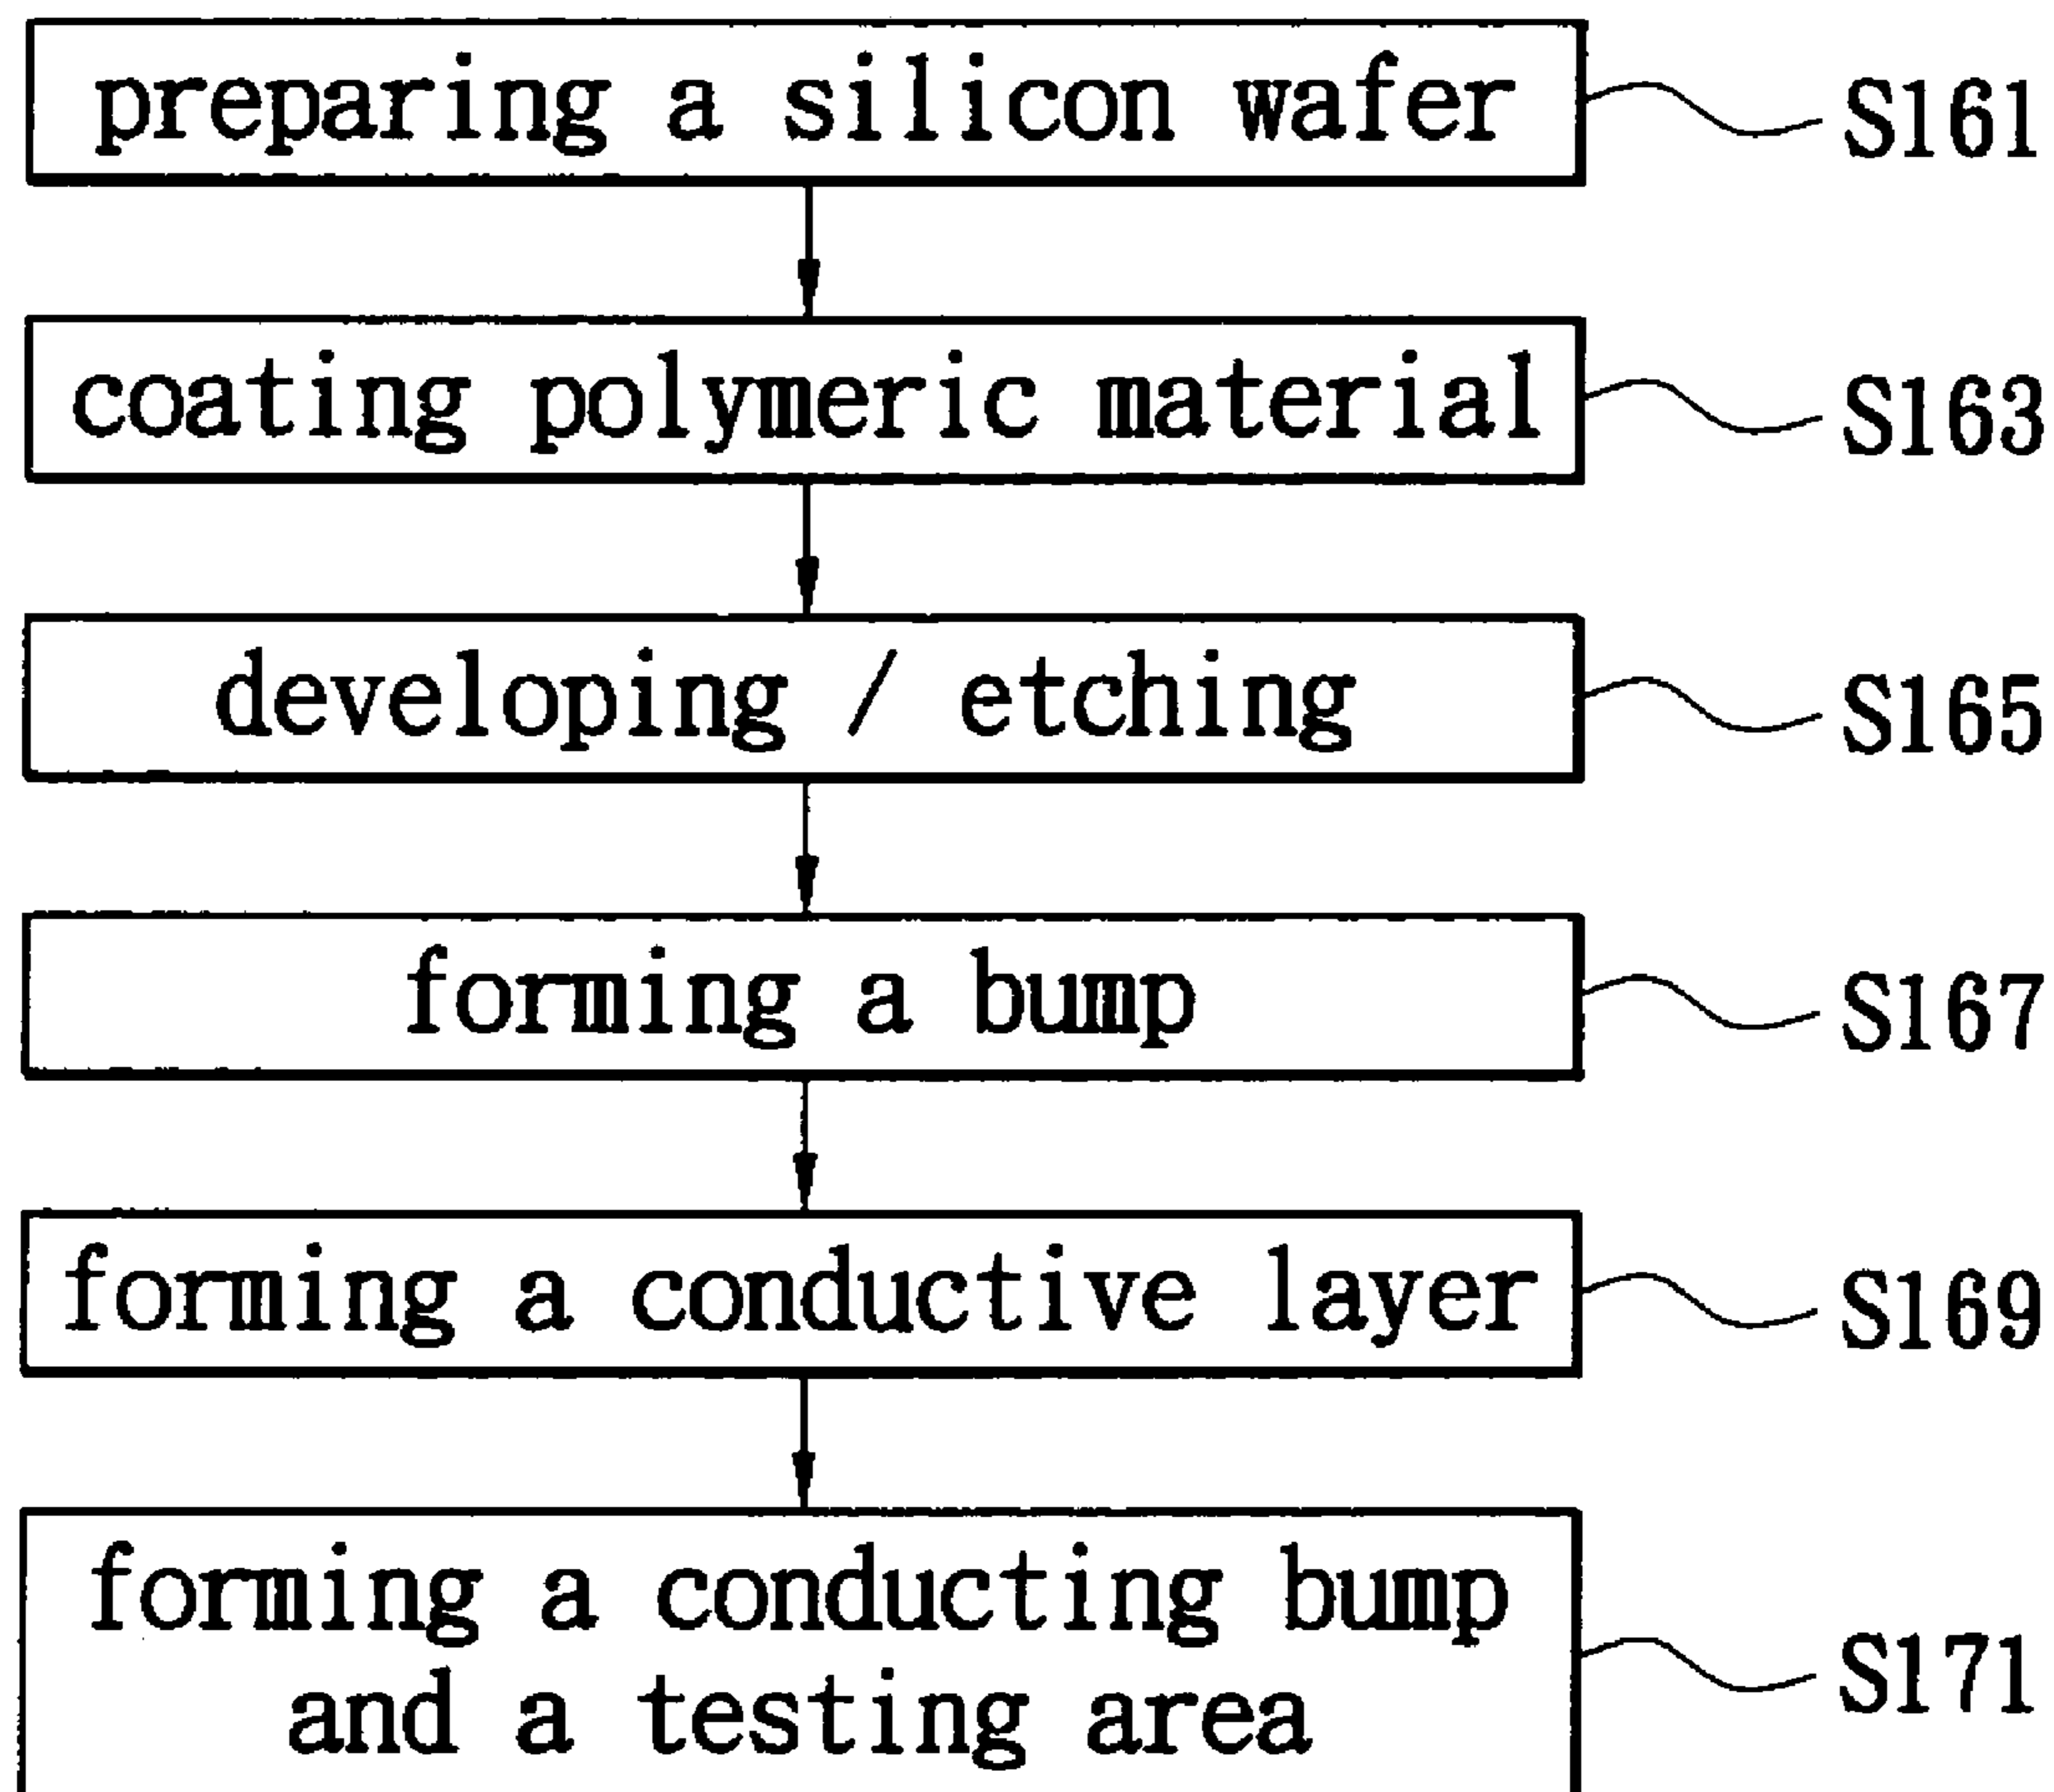 preparing a silicon wafer S161
coating polymeric material S163
developing / etching S165
forming a bump S167
forming a conductive layer S169
forming a conducting bump
and a testing area S171